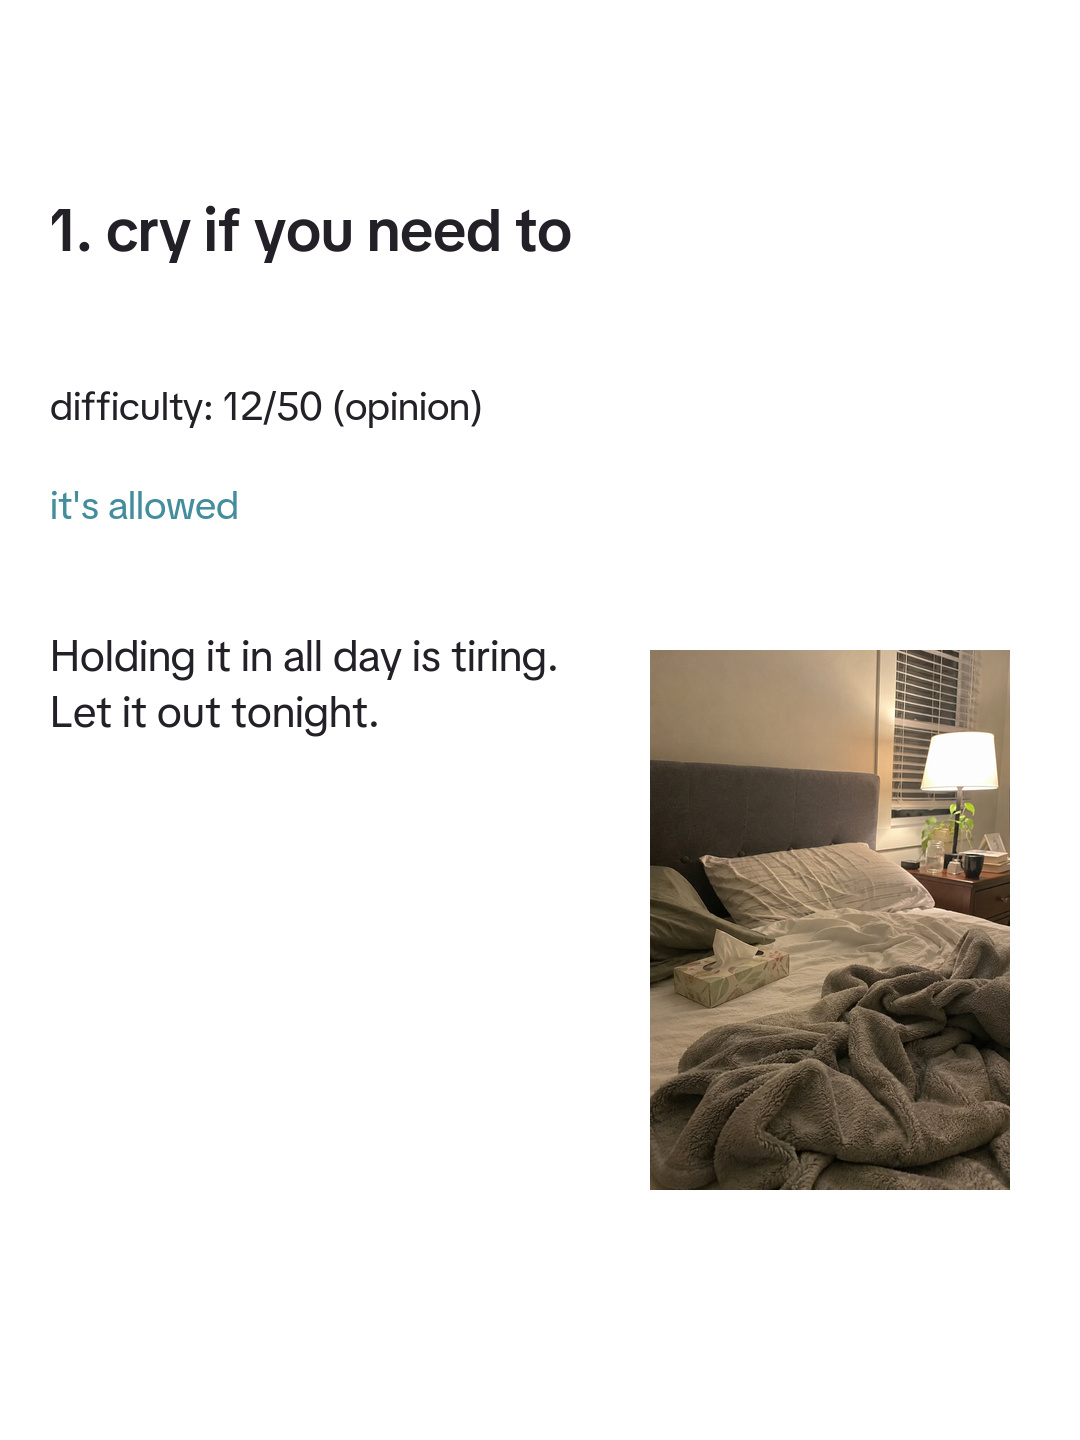 1. cry if you need to
difficulty: 12/50 (opinion)
it's allowed
Holding it in all day is tiring.
Let it out tonight.